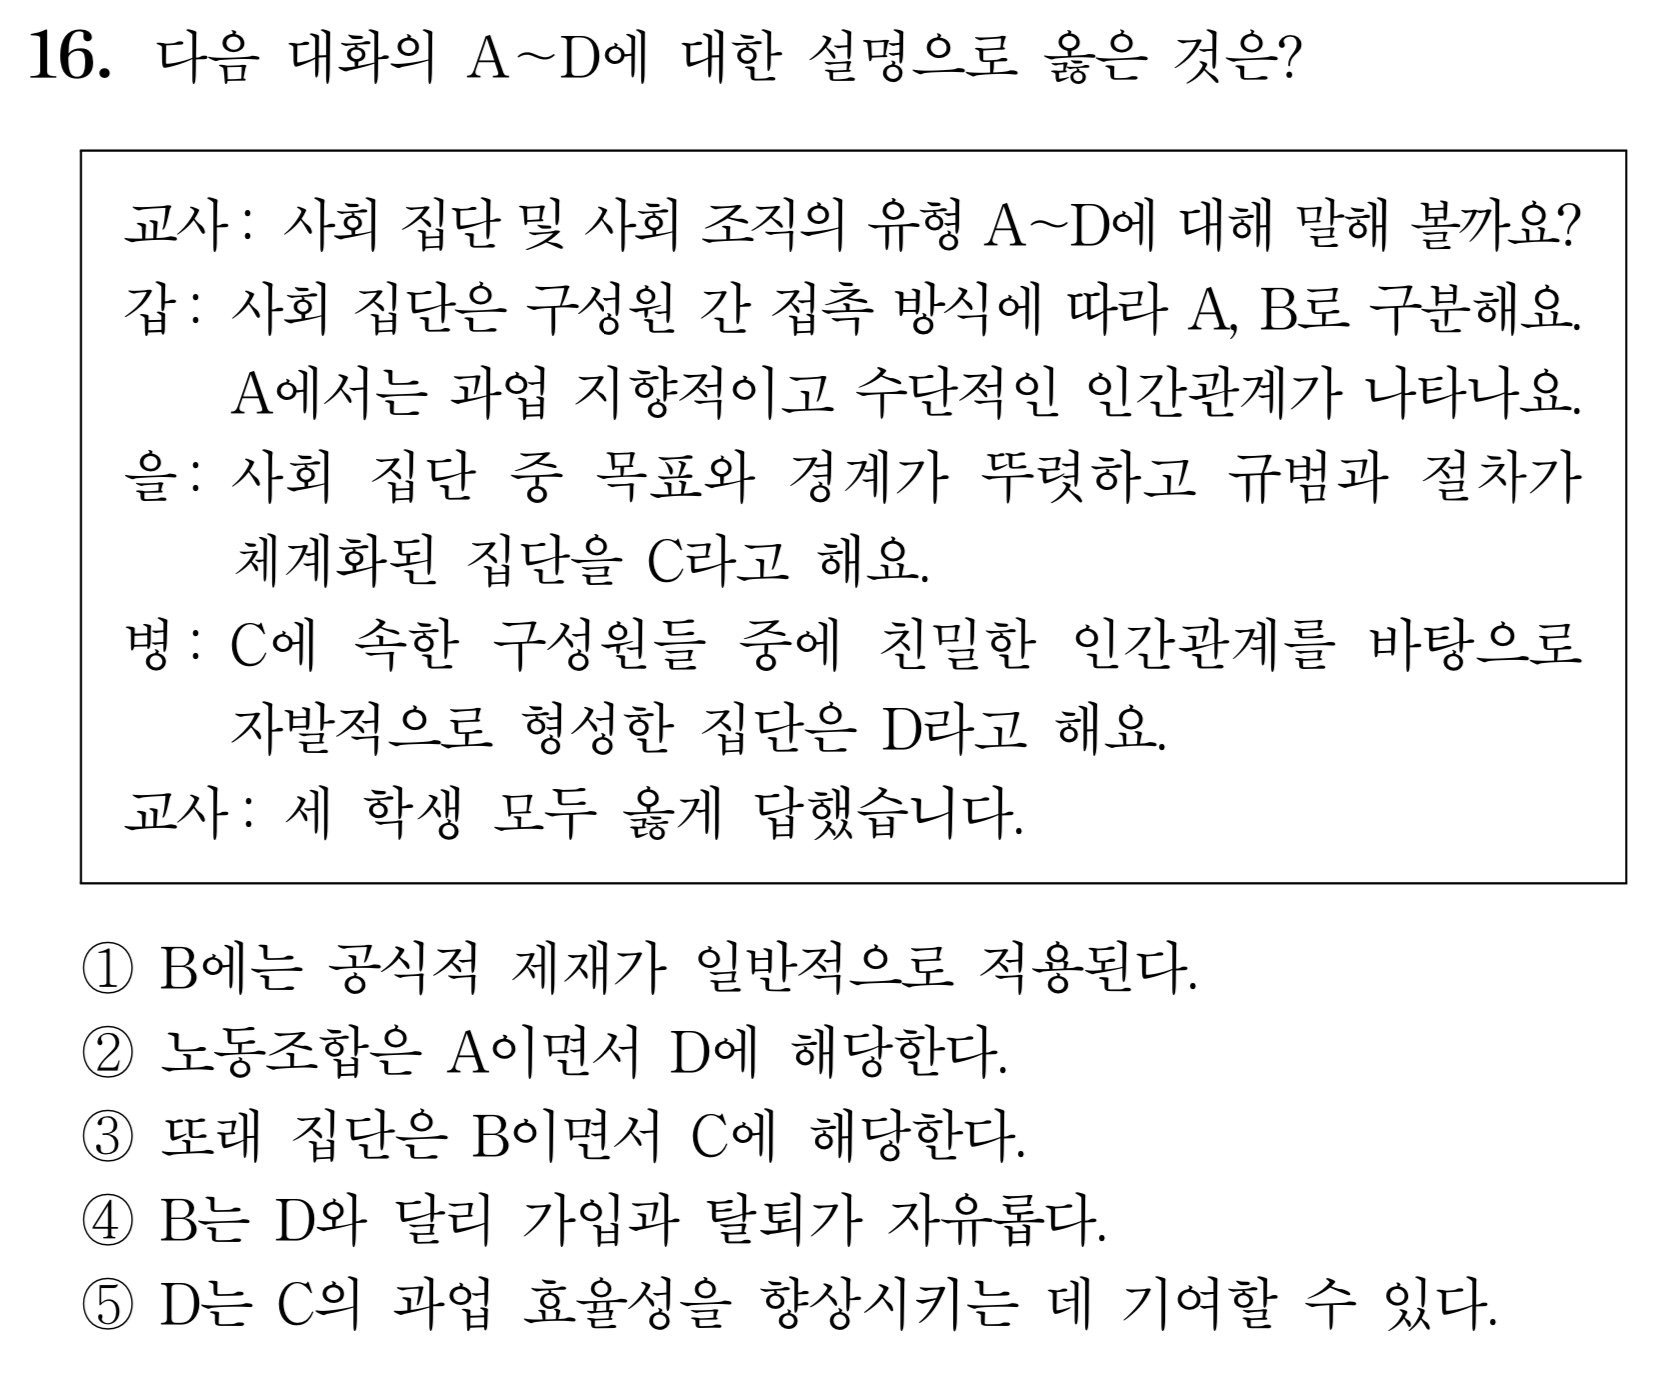 16. 다음 대화의 A~D에 대한 설명으로 옳은 것은?
교사: 사회 집단 및 사회 조직의 유형 A~D에 대해 말해 볼까요?
갑: 사회 집단은 구성원 간 접촉 방식에 따라 A, B로 구분해요.
A에서는 과업 지향적이고 수단적인 인간관계가 나타나요.
을: 사회 집단 중 목표와 경계가 뚜렷하고 규범과 절차가
체계화된 집단을 C라고 해요.
병: C에 속한 구성원들 중에 친밀한 인간관계를 바탕으로
자발적으로 형성한 집단은 D라고 해요.
교사: 세 학생 모두 옳게 답했습니다.
① B에는 공식적 제재가 일반적으로 적용된다.
② 노동조합은 A이면서 D에 해당한다.
③ 또래 집단은 B이면서 C에 해당한다.
④ B는 D와 달리 가입과 탈퇴가 자유롭다.
⑤ D는 C의 과업 효율성을 향상시키는 데 기여할 수 있다.